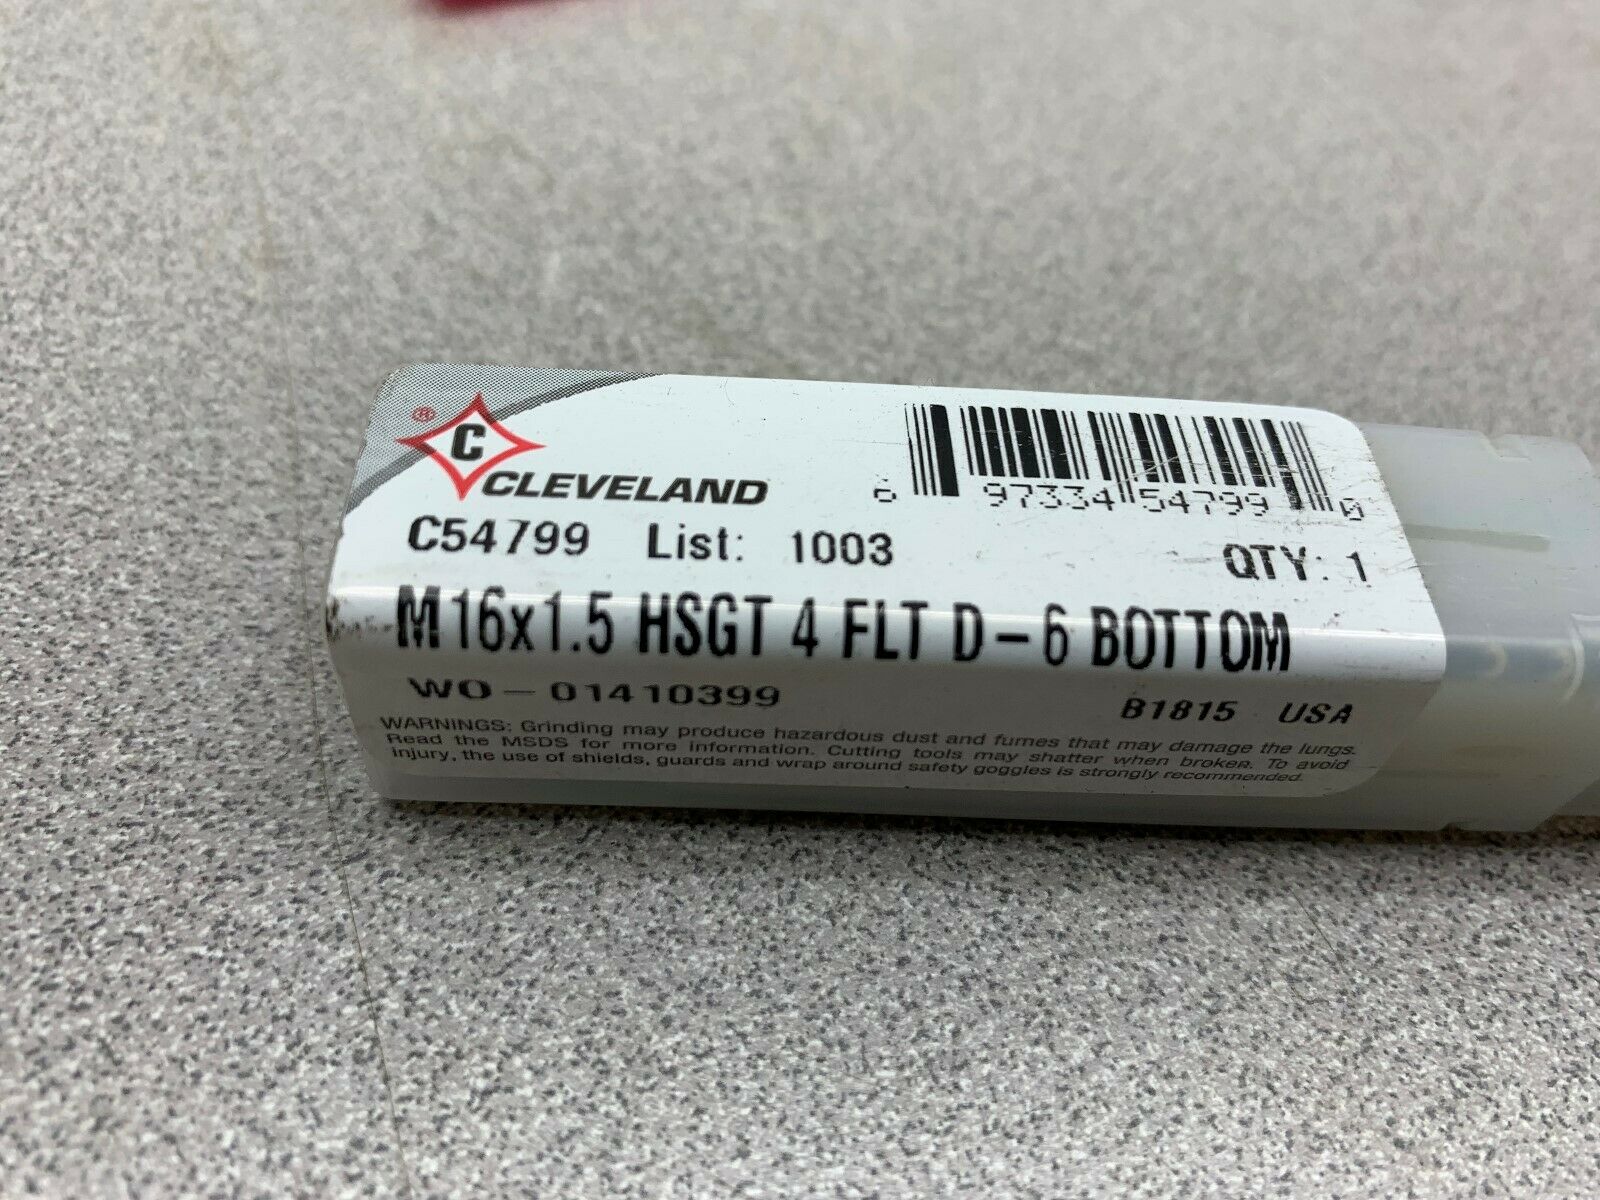 ® C CLEVELAND
6 97334 54799 0
C54799 List: 1003 QTY: 1
M16x1.5 HSGT 4 FLT D-6 BOTTOM
WO-01410399 B1815 USA
WARNINGS: Grinding may produce hazardous dust and fumes that may damage the lungs.
Read the MSDS for more information. Cutting tools may shatter when broken. To avoid
injury, the use of shields, guards and wrap around safety goggles is strongly recommended.